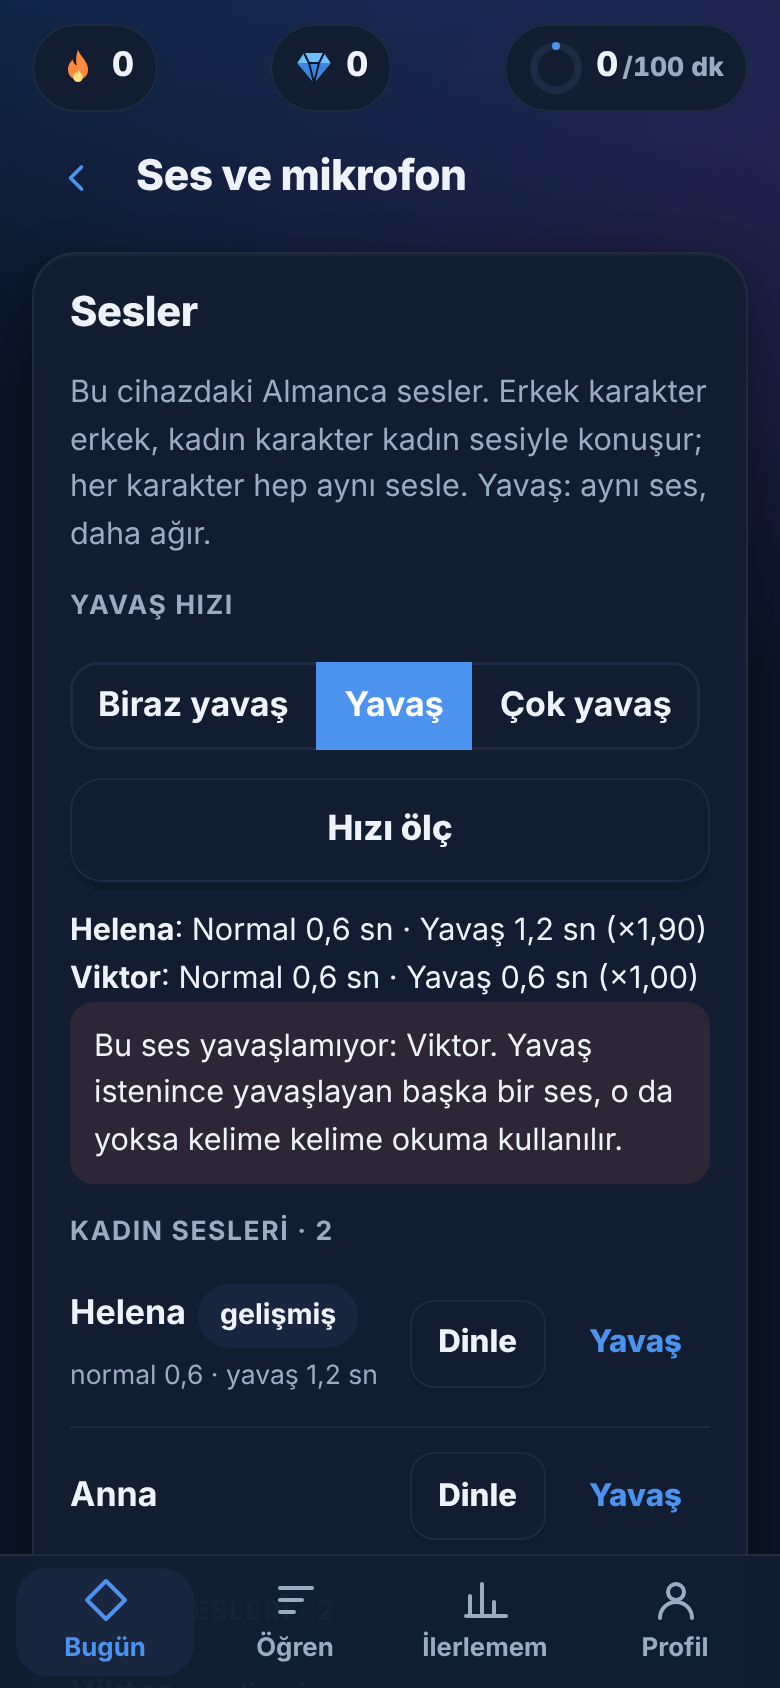 0
0
0/100 dk
Ses ve mikrofon
Sesler
Bu cihazdaki Almanca sesler. Erkek karakter
erkek, kadın karakter kadın sesiyle konuşur;
her karakter hep aynı sesle. Yavaş: aynı ses,
daha ağır.
YAVAŞ HIZI
Biraz yavaş
Yavaş
Çok yavaş
Hızı ölç
Helena: Normal 0,6 sn · Yavaş 1,2 sn (×1,90)
Viktor: Normal 0,6 sn · Yavaş 0,6 sn (×1,00)
Bu ses yavaşlamıyor: Viktor. Yavaş
istenince yavaşlayan başka bir ses, o da
yoksa kelime kelime okuma kullanılır.
KADIN SESLERİ · 2
Helena gelişmiş
Dinle
Yavaş
normal 0,6 · yavaş 1,2 sn
Anna
Dinle
Yavaş
Bugün
Öğren
İlerlemem
Profil